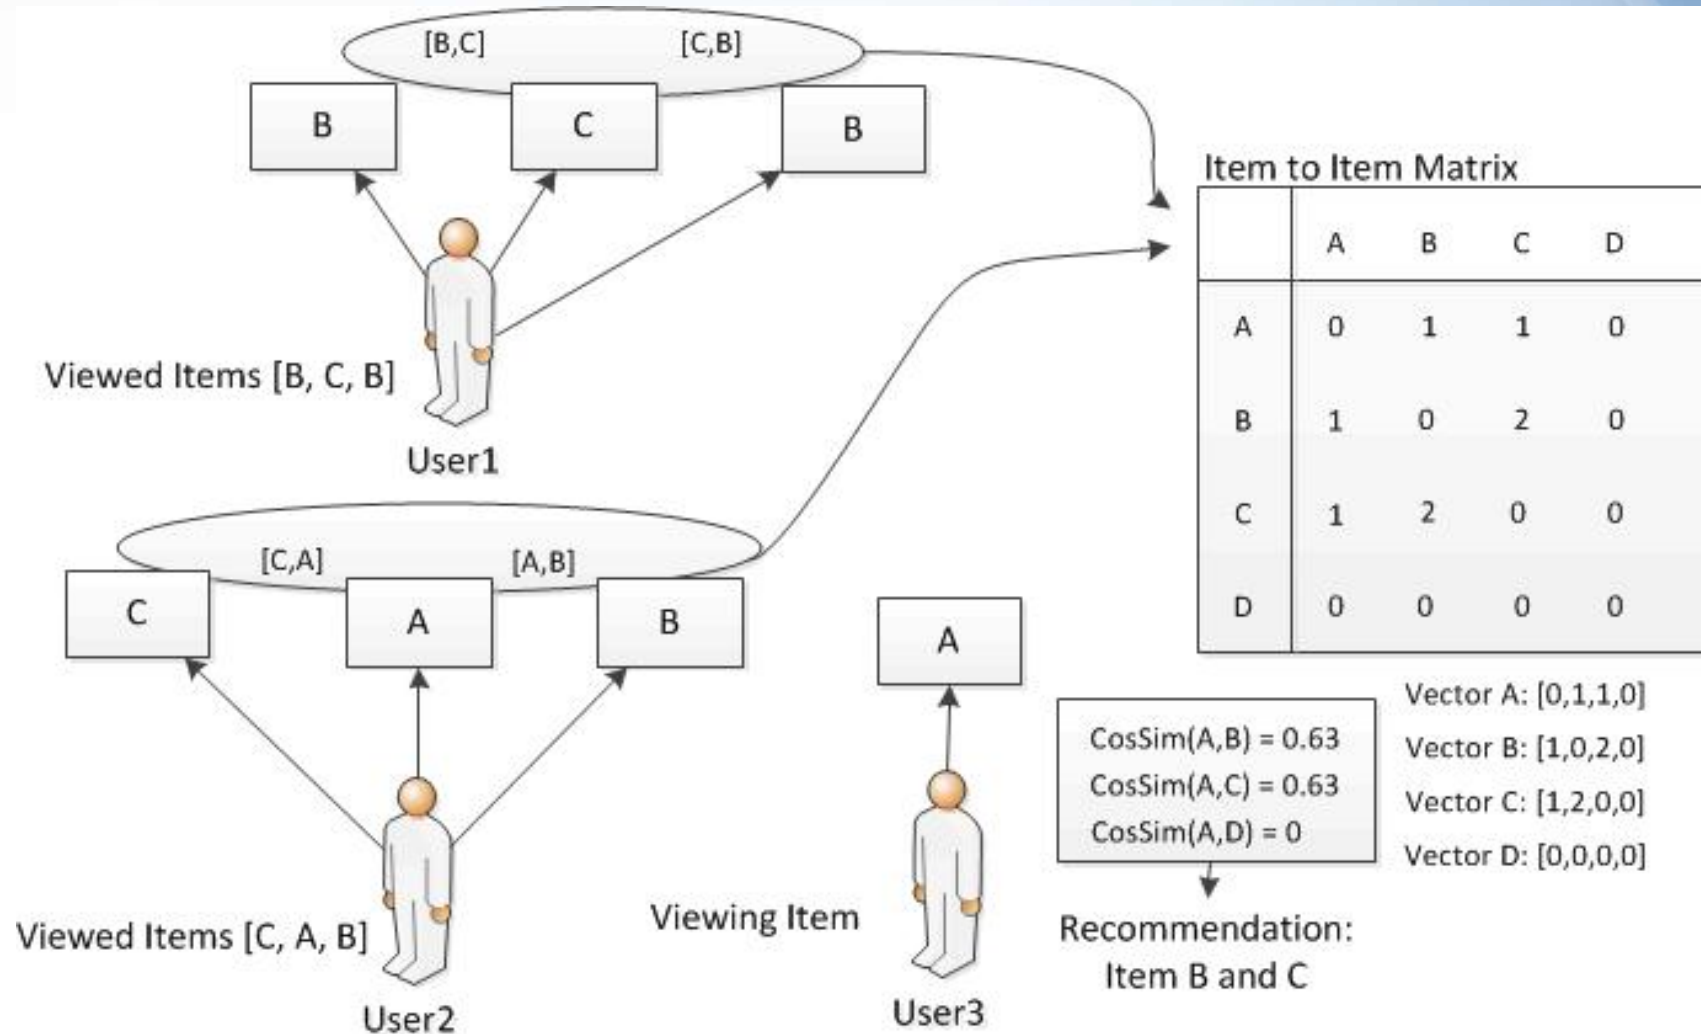 [B,C] [C,B]
B C B
Viewed Items [B, C, B]
User1
[C,A] [A,B]
C A B
Viewed Items [C, A, B]
User2
A
Viewing Item
User3
Item to Item Matrix
A B C D
A 0 1 1 0
B 1 0 2 0
C 1 2 0 0
D 0 0 0 0
CosSim(A,B) = 0.63
CosSim(A,C) = 0.63
CosSim(A,D) = 0
Vector A: [0,1,1,0]
Vector B: [1,0,2,0]
Vector C: [1,2,0,0]
Vector D: [0,0,0,0]
Recommendation:
Item B and C